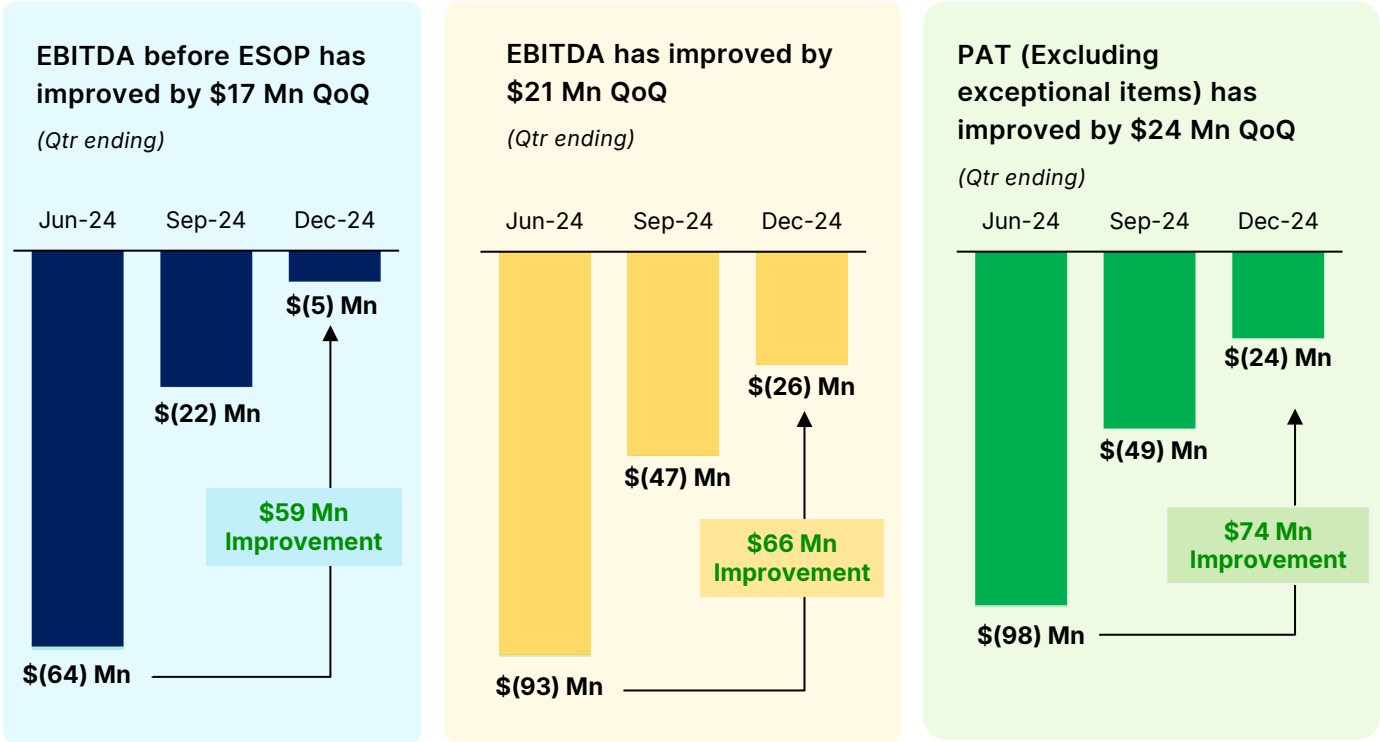 EBITDA before ESOP has
improved by $17 Mn QoQ
(Qtr ending)
Jun-24 Sep-24 Dec-24
$(5) Mn
$(22) Mn
$59 Mn
Improvement
$(64) Mn
EBITDA has improved by
$21 Mn QoQ
(Qtr ending)
Jun-24 Sep-24 Dec-24
$(26) Mn
$(47) Mn
$66 Mn
Improvement
$(93) Mn
PAT (Excluding
exceptional items) has
improved by $24 Mn QoQ
(Qtr ending)
Jun-24 Sep-24 Dec-24
$(24) Mn
$(49) Mn
$74 Mn
Improvement
$(98) Mn